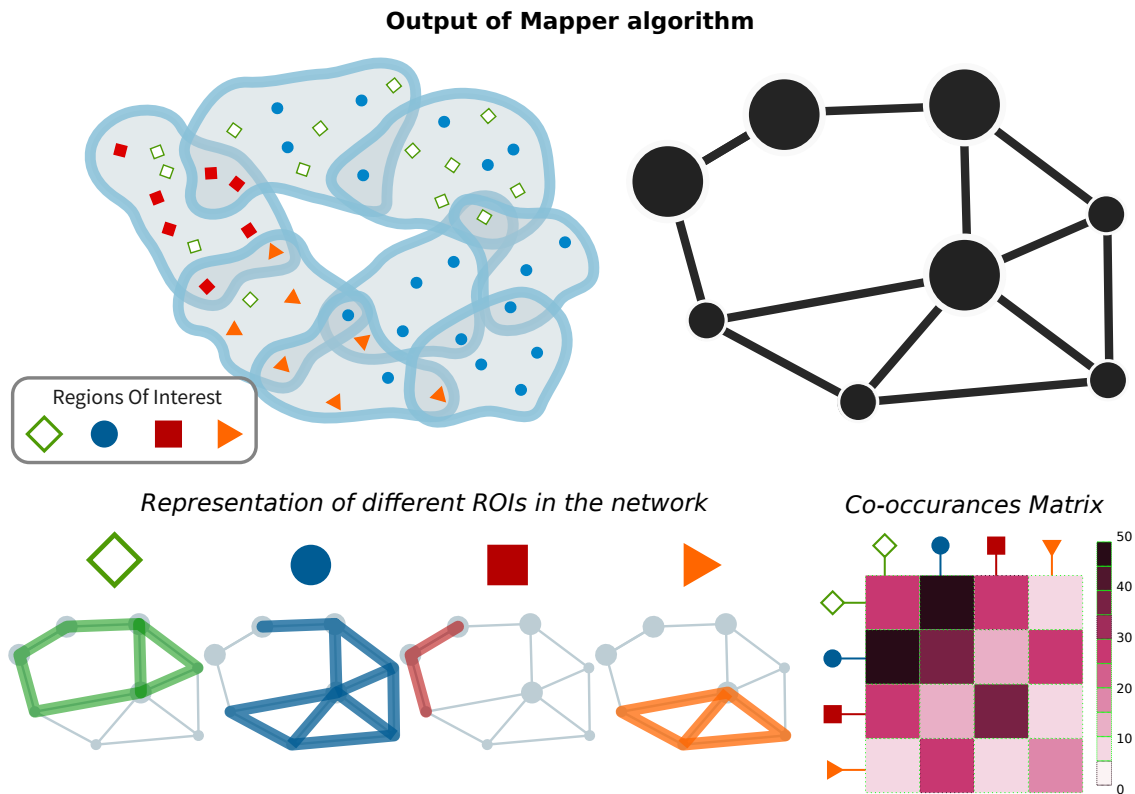 Output of Mapper algorithm
Regions Of Interest
Representation of different ROIs in the network
Co-occurances Matrix
50
40
30
20
10
0